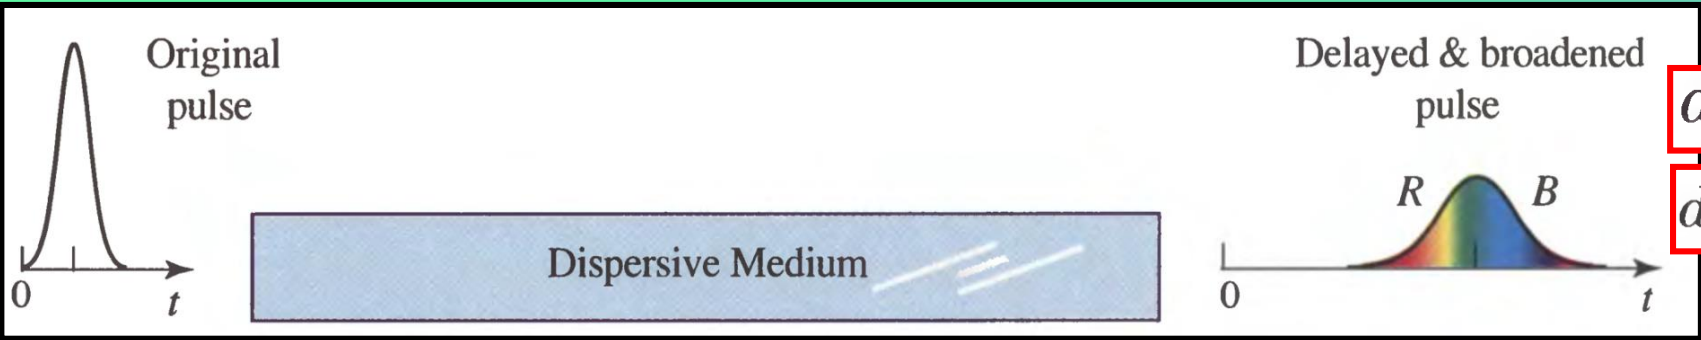 Original
pulse
0
t
Dispersive Medium
Delayed & broadened
pulse
R
B
0
t
d